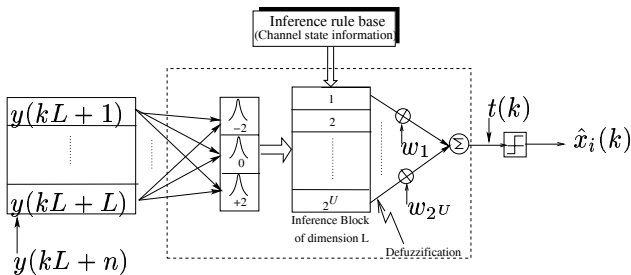 Inference rule base
(Channel state information)
y(kL + 1)
y(kL + L)
y(kL + n)
−2
0
+2
1
2
2^U
Inference Block
of dimension L
w_1
w_{2^U}
Defuzzification
Σ
t(k)
x̂_i(k)